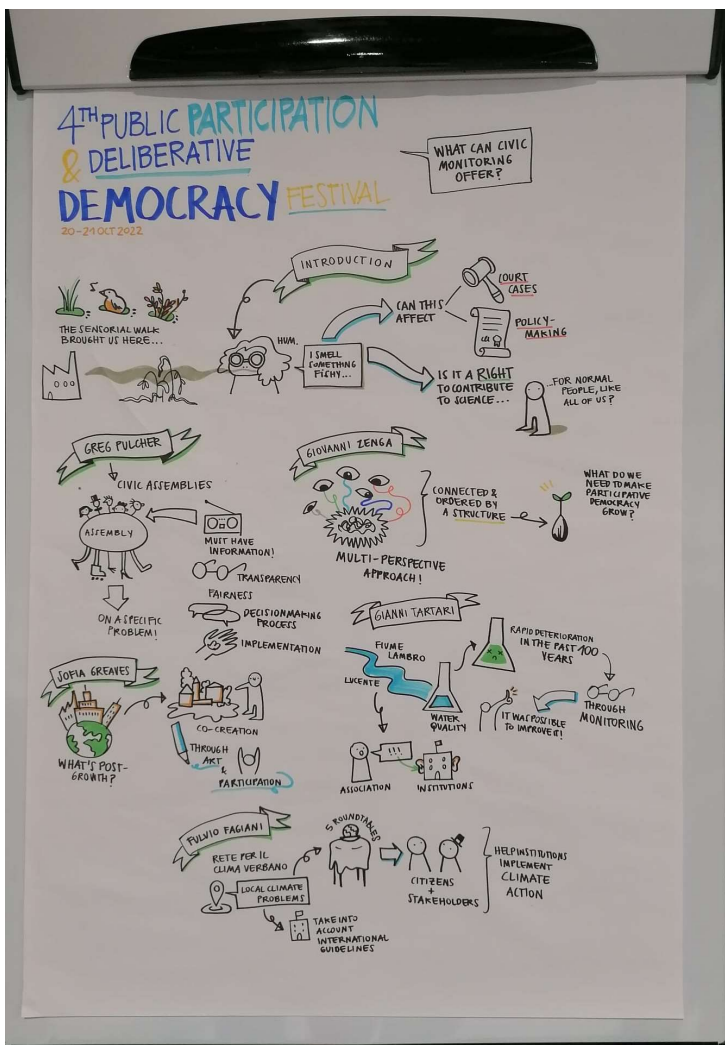 4TH PUBLIC PARTICIPATION
& DELIBERATIVE
DEMOCRACY FESTIVAL
20-21 OCT 2022
WHAT CAN CIVIC
MONITORING
OFFER?
INTRODUCTION
THE SENSORIAL WALK
BROUGHT US HERE...
HUM.
I SMELL
SOMETHING
FISHY...
CAN THIS
AFFECT
COURT
CASES
POLICY-
MAKING
IS IT A RIGHT
TO CONTRIBUTE
TO SCIENCE...
...FOR NORMAL
PEOPLE, LIKE
ALL OF US?
GREG PULCHER
CIVIC ASSEMBLIES
ASSEMBLY
MUST HAVE
INFORMATION!
TRANSPARENCY
FAIRNESS
DECISIONMAKING
PROCESS
IMPLEMENTATION
ON A SPECIFIC
PROBLEM!
GIOVANNI ZENGA
CONNECTED &
ORDERED BY
A STRUCTURE
WHAT DO WE
NEED TO MAKE
PARTICIPATIVE
DEMOCRACY
GROW?
MULTI-PERSPECTIVE
APPROACH!
SOFIA GREAVES
WHAT'S POST-
GROWTH?
CO-CREATION
THROUGH
ART
&
PARTICIPATION
GIANNI TARTARI
FIUME
LAMBRO
LUCENTE
WATER
QUALITY
RAPID DETERIORATION
IN THE PAST 100
YEARS
THROUGH
MONITORING
IT WAS POSSIBLE
TO IMPROVE IT!
!!!
ASSOCIATION
INSTITUTIONS
FULVIO FAGIANI
RETE PER IL
CLIMA VERBANO
LOCAL CLIMATE
PROBLEMS
TAKE INTO
ACCOUNT
INTERNATIONAL
GUIDELINES
5 ROUNDTABLES
CITIZENS
+
STAKEHOLDERS
HELP INSTITUTIONS
IMPLEMENT
CLIMATE
ACTION